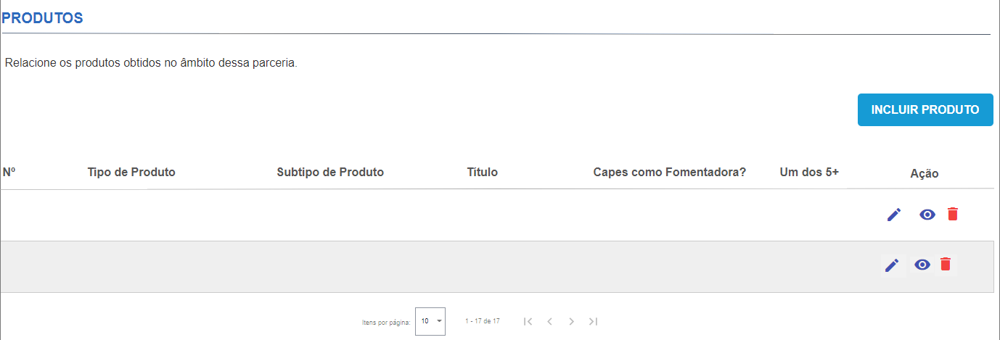 PRODUTOS
Relacione os produtos obtidos no âmbito dessa parceria.
INCLUIR PRODUTO
Nº Tipo de Produto Subtipo de Produto Título Capes como Fomentadora? Um dos 5+ Ação
Itens por página: 10 1 - 17 de 17